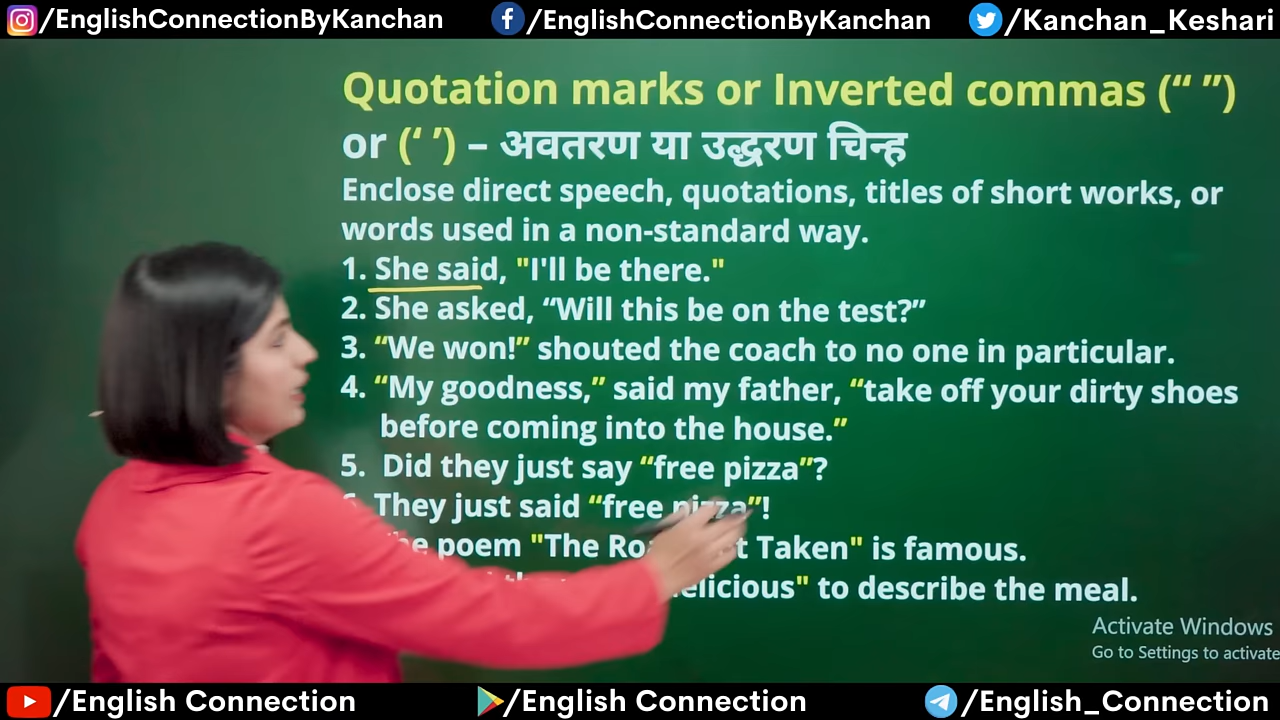 /EnglishConnectionByKanchan /EnglishConnectionByKanchan /Kanchan_Keshari
Quotation marks or Inverted commas (“ ”)
or (‘ ’) – अवतरण या उद्धरण चिन्ह
Enclose direct speech, quotations, titles of short works, or
words used in a non-standard way.
1. She said, "I'll be there."
2. She asked, “Will this be on the test?”
3. “We won!” shouted the coach to no one in particular.
4. “My goodness,” said my father, “take off your dirty shoes
before coming into the house.”
5. Did they just say “free pizza”?
They just said “free pizza”!
poem "The Taken" is famous.
to describe the meal.
Activate Windows
Go to Settings to activate
/English Connection /English Connection /English_Connection